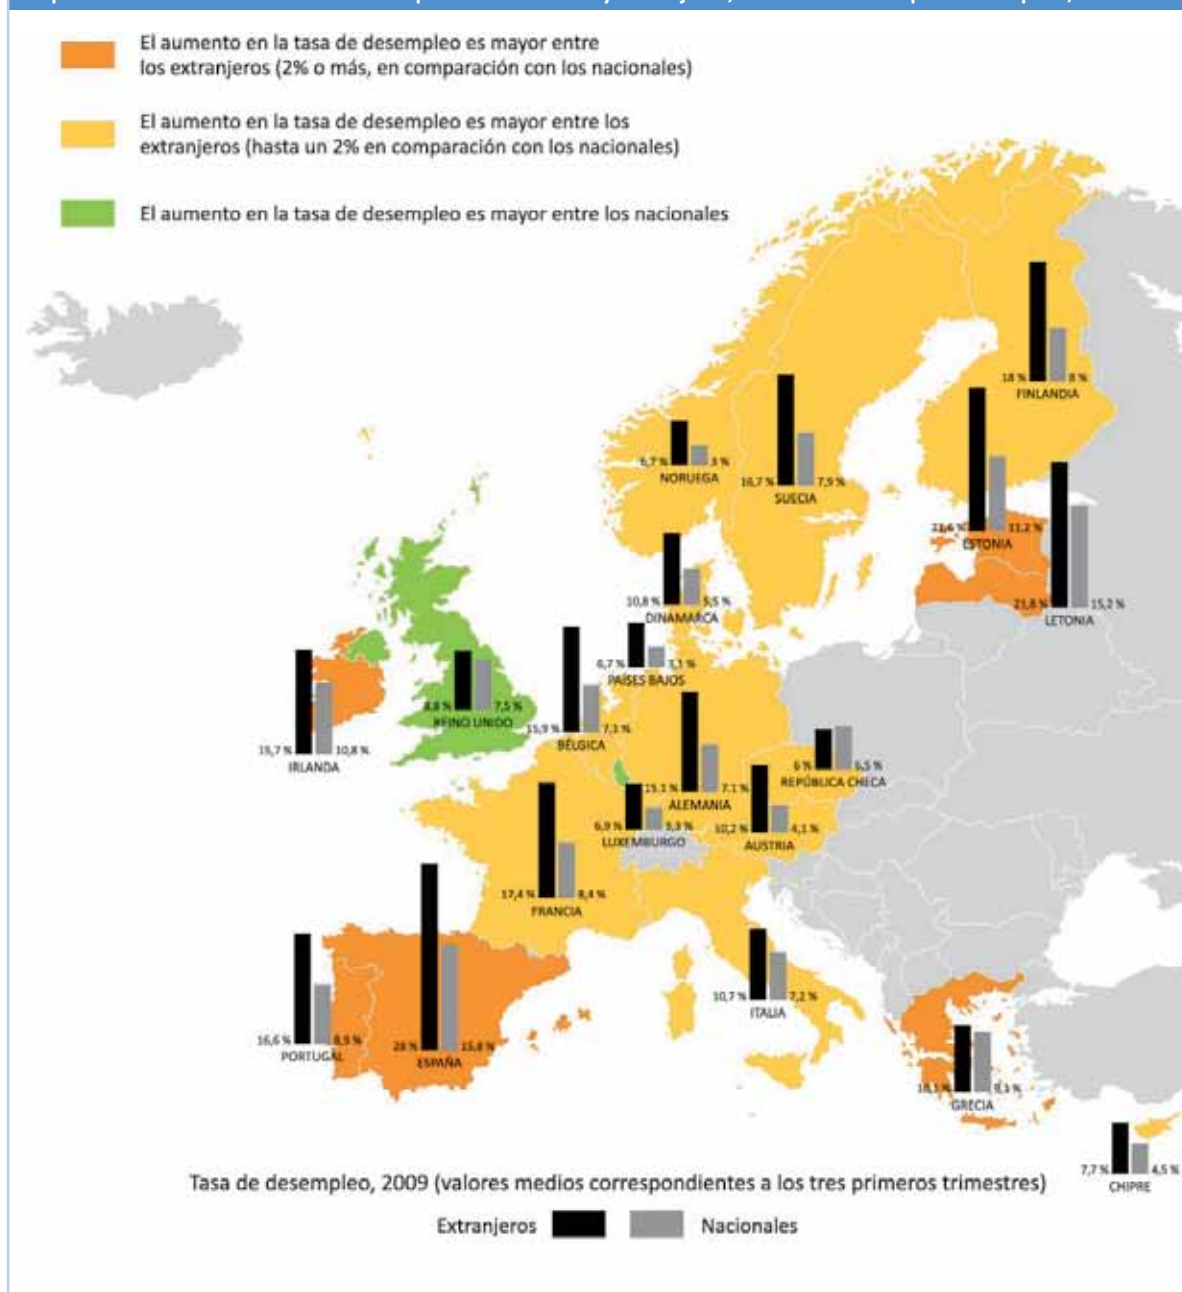 El aumento en la tasa de desempleo es mayor entre
los extranjeros (2% o más, en comparación con los nacionales)
El aumento en la tasa de desempleo es mayor entre los
extranjeros (hasta un 2% en comparación con los nacionales)
El aumento en la tasa de desempleo es mayor entre los nacionales
18 % 8 %
FINLANDIA
6,7 % 3 %
NORUEGA
16,7 % 7,9 %
SUECIA
11,2 %
ESTONIA
21,8 % 15,2 %
LETONIA
10,8 % 5,5 %
DINAMARCA
6,7 %
PAÍSES BAJOS
15,7 % 10,8 %
IRLANDA
8,8 % 7,5 %
REINO UNIDO
15,9 %
BÉLGICA
7.1 %
ALEMANIA
6 % 6,5 %
REPÚBLICA CHECA
6,9 % 3,3 %
LUXEMBURGO
10,2 % 4,1 %
AUSTRIA
17,4 % 8,4 %
FRANCIA
10,7 % 7,2 %
ITALIA
16,6 % 8,9 %
PORTUGAL
28 % 15,8 %
ESPAÑA
GRECIA
7,7 % 4,5 %
CHIPRE
Tasa de desempleo, 2009 (valores medios correspondientes a los tres primeros trimestres)
Extranjeros Nacionales